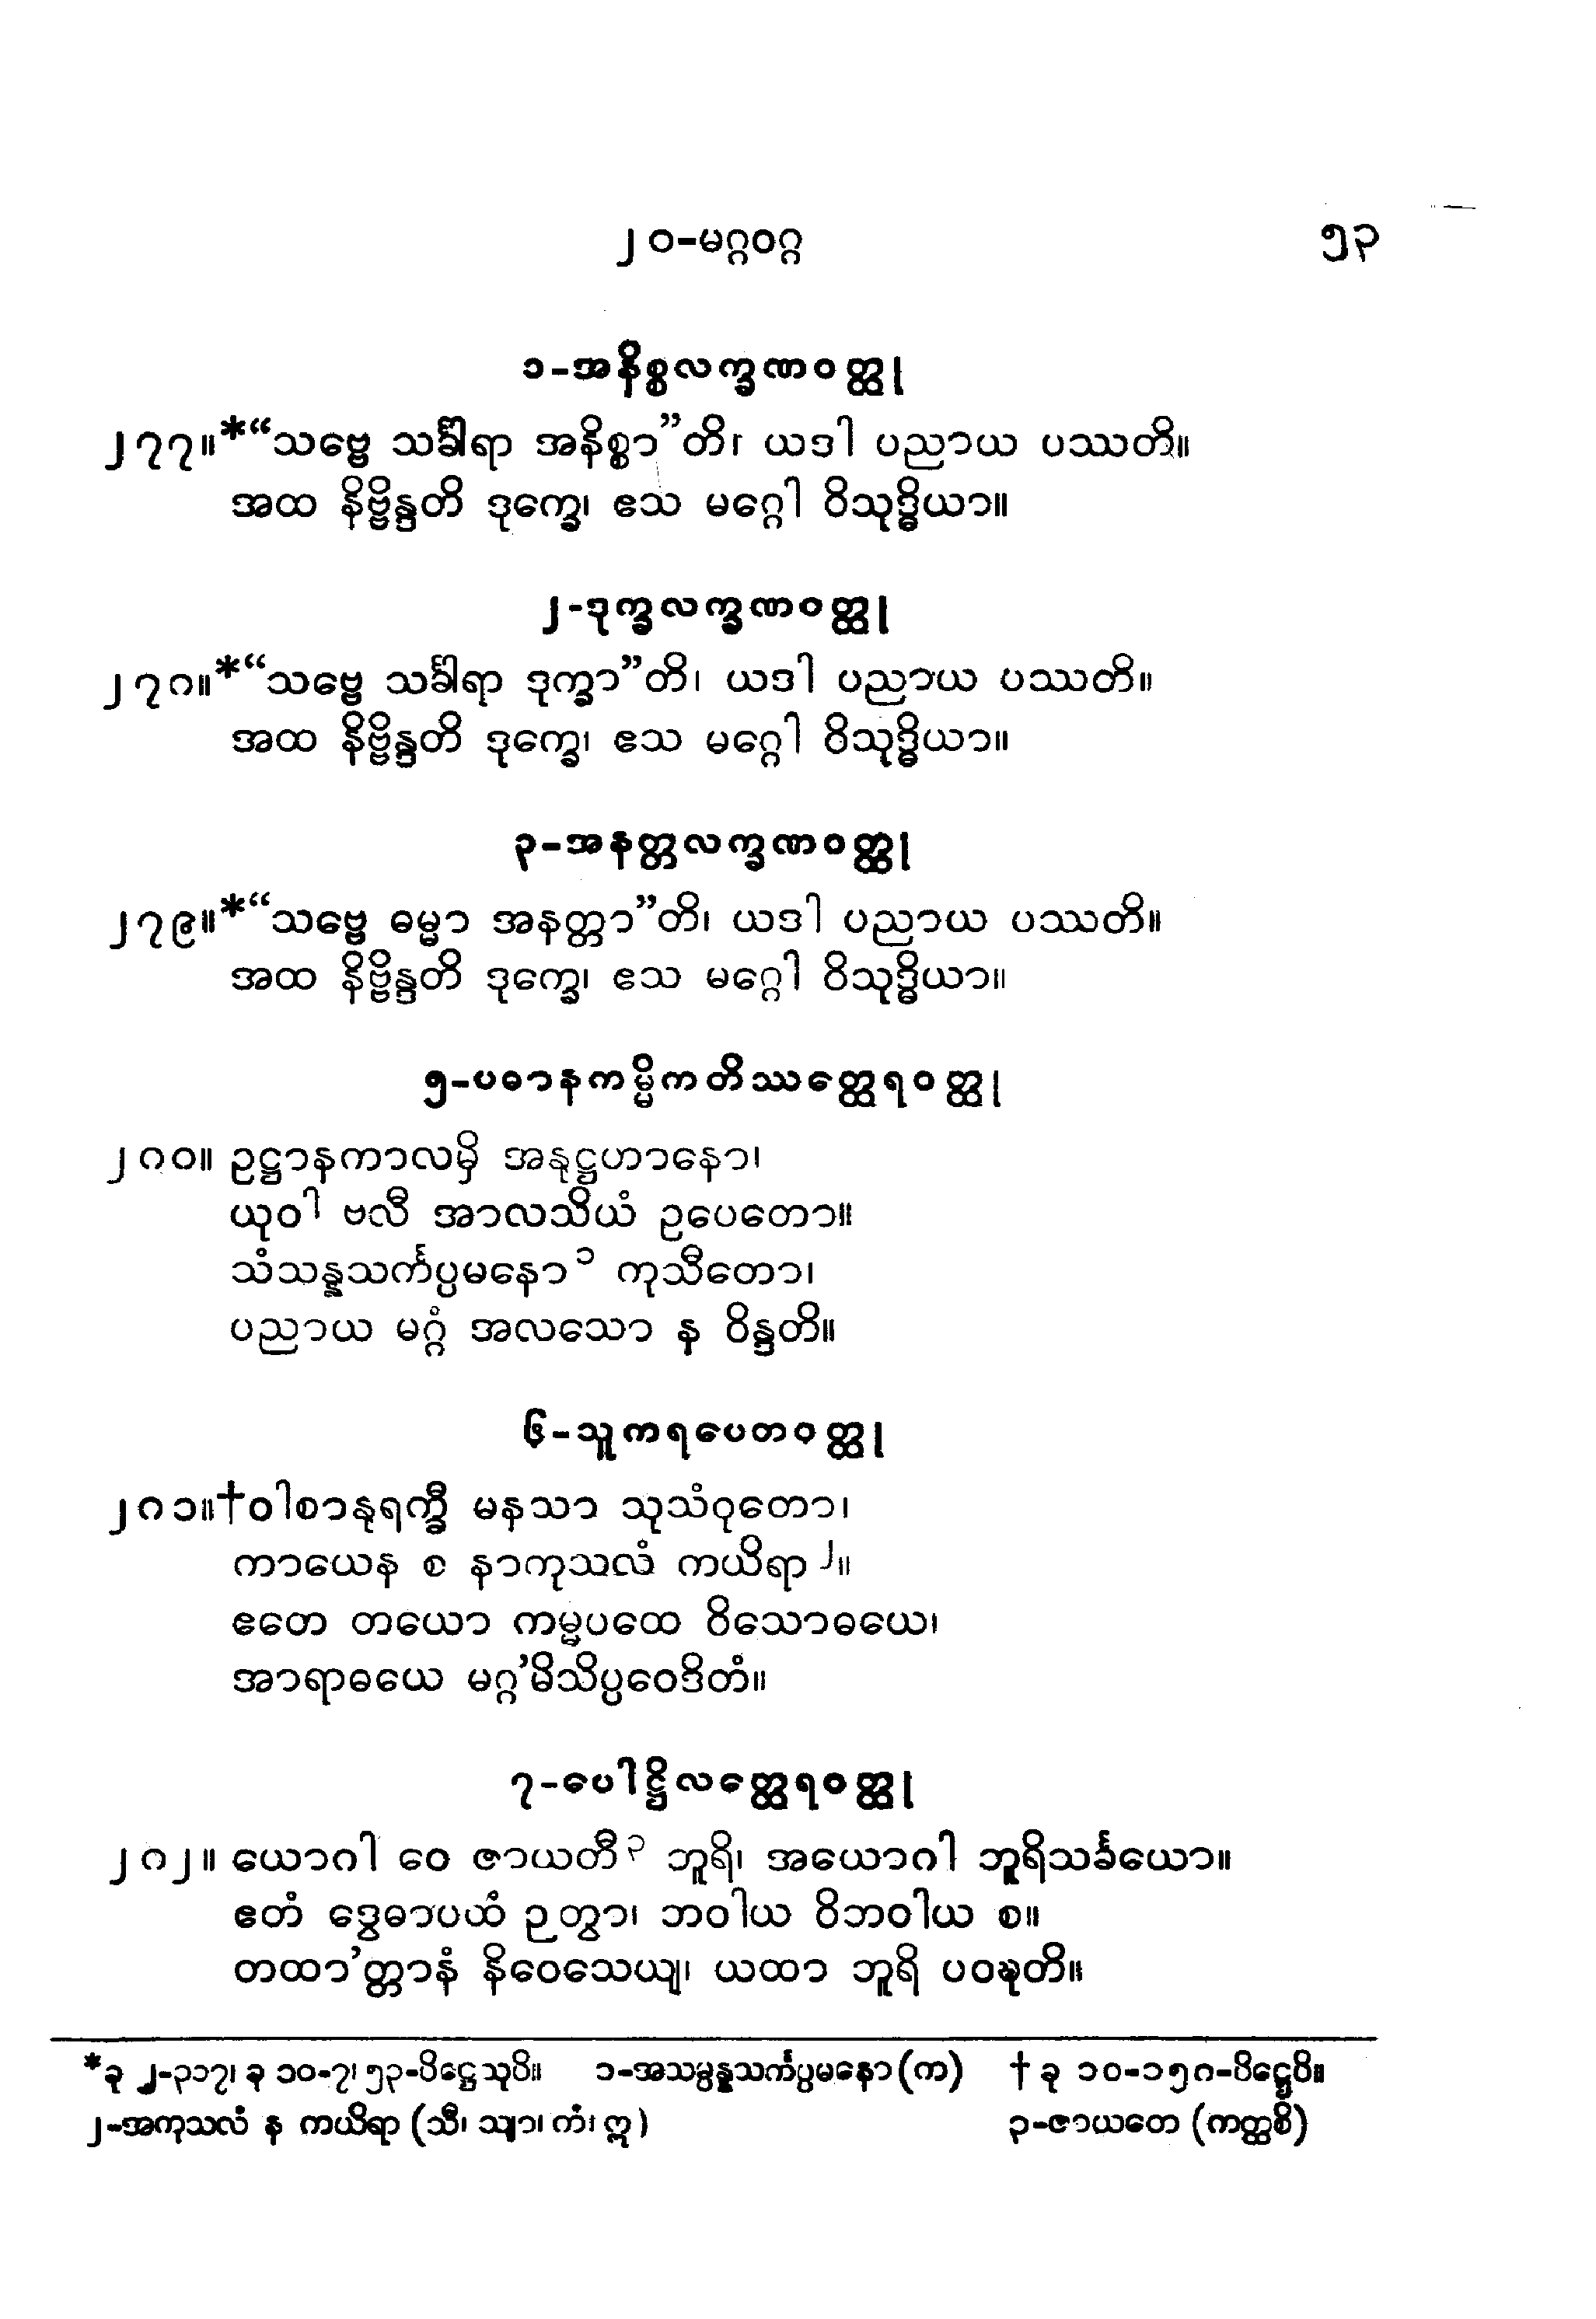 ၂၀-မဂ္ဂဝဂ္ဂ ၅၃
၁-အနိစ္စလက္ခဏဝတ္ထု
၂၇၇။*“သဗ္ဗေ သင်္ခါရာ အနိစ္စာ”တိ၊ ယဒါ ပညာယ ပဿတိ။
အထ နိဗ္ဗိန္ဒတိ ဒုက္ခေ၊ ဧသ မဂ္ဂေါ ဝိသုဒ္ဓိယာ။
၂-ဒုက္ခလက္ခဏဝတ္ထု
၂၇၈။*“သဗ္ဗေ သင်္ခါရာ ဒုက္ခာ”တိ၊ ယဒါ ပညာယ ပဿတိ။
အထ နိဗ္ဗိန္ဒတိ ဒုက္ခေ၊ ဧသ မဂ္ဂေါ ဝိသုဒ္ဓိယာ။
၃-အနတ္တလက္ခဏဝတ္ထု
၂၇၉။*“သဗ္ဗေ ဓမ္မာ အနတ္တာ”တိ၊ ယဒါ ပညာယ ပဿတိ။
အထ နိဗ္ဗိန္ဒတိ ဒုက္ခေ၊ ဧသ မဂ္ဂေါ ဝိသုဒ္ဓိယာ။
၅-ပဓာနကမ္မိကတိဿတ္ထေရဝတ္ထု
၂၈၀။ ဥဋ္ဌာနကာလမှိ အနုဋ္ဌဟာနော၊
ယုဝါ ဗလီ အာလသိယံ ဥပေတော။
သံသန္နသင်္ကပ္ပမနော၁ ကုသီတော၊
ပညာယ မဂ္ဂံ အလသော န ဝိန္ဒတိ။
၆-သူကရပေတဝတ္ထု
၂၈၁။†ဝါစာနုရက္ခီ မနသာ သုသံဝုတော၊
ကာယေန စ နာကုသလံ ကယိရာ၂။
ဧတေ တယော ကမ္မပထေ ဝိသောဓယေ၊
အာရာဓယေ မဂ္ဂ’မိသိပ္ပဝေဒိတံ။
၇-ပေါဋ္ဌိလတ္ထေရဝတ္ထု
၂၈၂။ ယောဂါ ဝေ ဇာယတီ၃ ဘူရိ၊ အယောဂါ ဘူရိသင်္ခယော။
ဧတံ ဒွေဓာပထံ ဉတွာ၊ ဘဝါယ ဝိဘဝါယ စ။
တထာ’တ္တာနံ နိဝေသေယျ၊ ယထာ ဘူရိ ပဝဍ္ဎတိ။
*ခု ၂-၃၁၇၊ ခု ၁၀-၇၊ ၅၃-ပိဋ္ဌေသုပိ။ ၁-အသမ္ပန္နသင်္ကပ္ပမနော (က) † ခု ၁၀-၁၅၈-ပိဋ္ဌေပိ။
၂-အကုသလံ န ကယိရာ (သီ၊ သျာ၊ ကံ၊ ဣ) ၃-ဇာယတေ (ကတ္ထစိ)